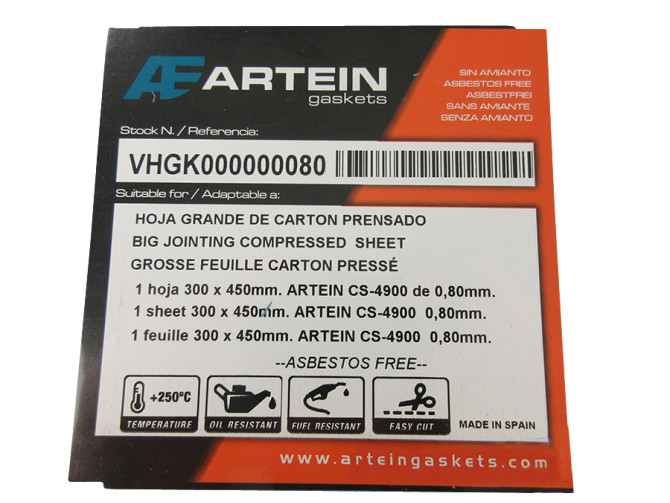 AE ARTEIN
gaskets
SIN AMIANTO
ASBESTOS FREE
ASBESTFREI
SANS AMIANTE
SENZA AMIANTO
Stock N. / Referencia:
VHGK000000080
Suitable for / Adaptable a:
HOJA GRANDE DE CARTON PRENSADO
BIG JOINTING COMPRESSED SHEET
GROSSE FEUILLE CARTON PRESSÉ
1 hoja 300 x 450mm. ARTEIN CS-4900 de 0,80mm.
1 sheet 300 x 450mm. ARTEIN CS-4900 0,80mm.
1 feuille 300 x 450mm. ARTEIN CS-4900 0,80mm.
--ASBESTOS FREE--
+250ºC
TEMPERATURE
OIL RESISTANT
FUEL RESISTANT
EASY CUT
MADE IN SPAIN
www.arteingaskets.com